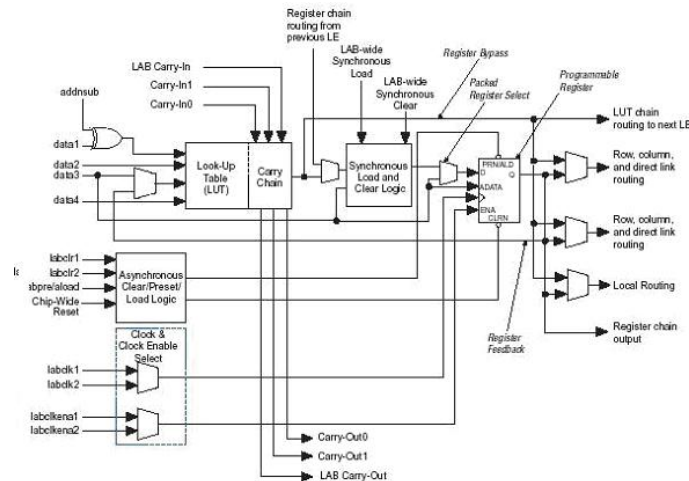 Register chain
routing from
previous LE
LAB-wide
Synchronous
Load
Register Bypass
LAB Carry-In
LAB-wide
Synchronous
Clear
Packed
Register Select
Programmable
Register
Carry-In1
addnsub
Carry-In0
LUT chain
routing to next LE
data1
data2
data3
data4
Look-Up
Table
(LUT)
Carry
Chain
Synchronous
Load and
Clear Logic
PRN/ALD
D
Q
ADATA
ENA
CLRN
Row, column,
and direct link
routing
Row, column,
and direct link
routing
labclr1
labclr2
abpre/aload
Chip-Wide
Reset
Asynchronous
Clear/Preset/
Load Logic
Local Routing
Clock &
Clock Enable
Select
Register
Feedback
Register chain
output
labclk1
labclk2
labclkena1
labclkena2
Carry-Out0
Carry-Out1
LAB Carry-Out